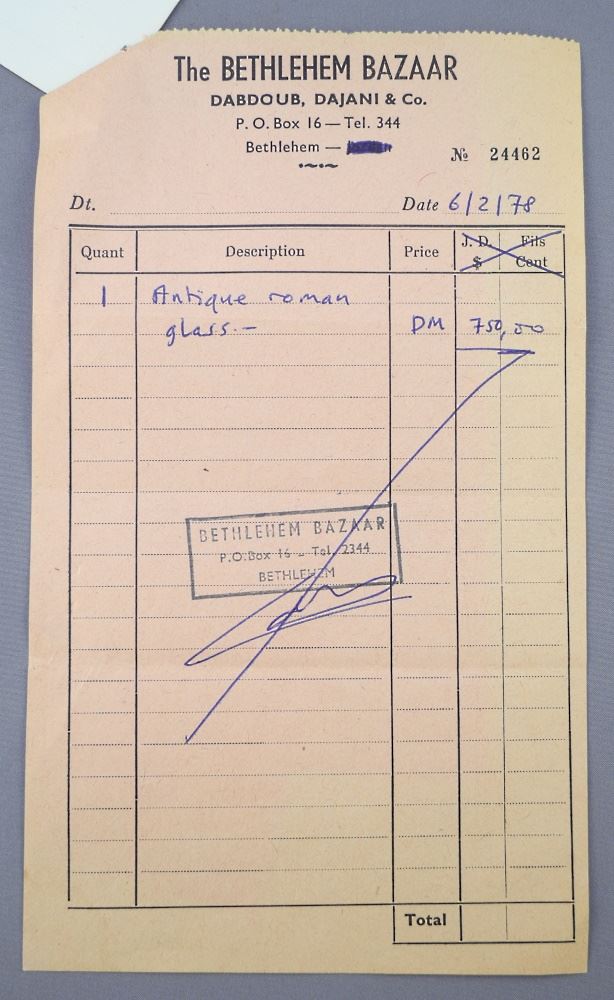 The BETHLEHEM BAZAAR
DABDOUB, DAJANI & Co.
P. O. Box 16 — Tel. 344
Bethlehem —
№ 24462
Dt. Date 6/2/78
Quant Description Price J. D. Fils
$ Cent
1 Antique roman
glass.— DM 750,00
BETHLEHEM BAZAAR
P.O.Box 16 – Tel. 2344
BETHLEHEM
Total